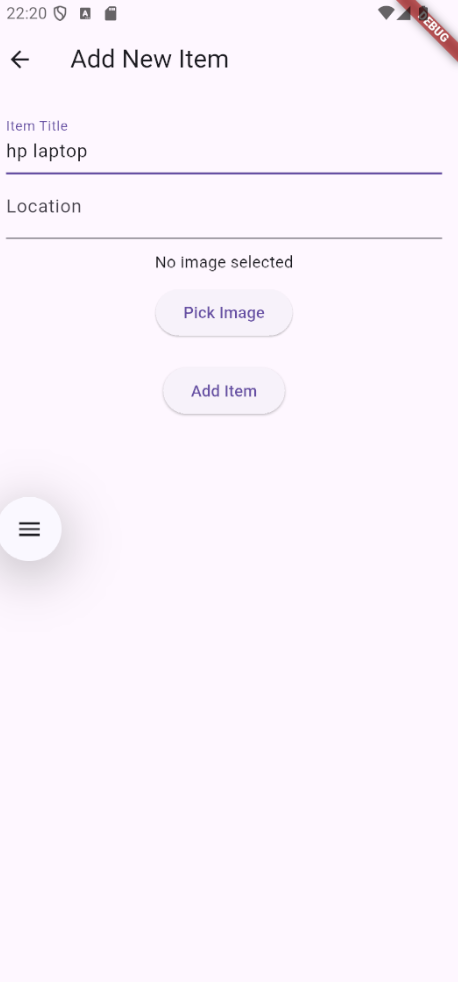 22:20
DEBUG
Add New Item
Item Title
hp laptop
Location
No image selected
Pick Image
Add Item